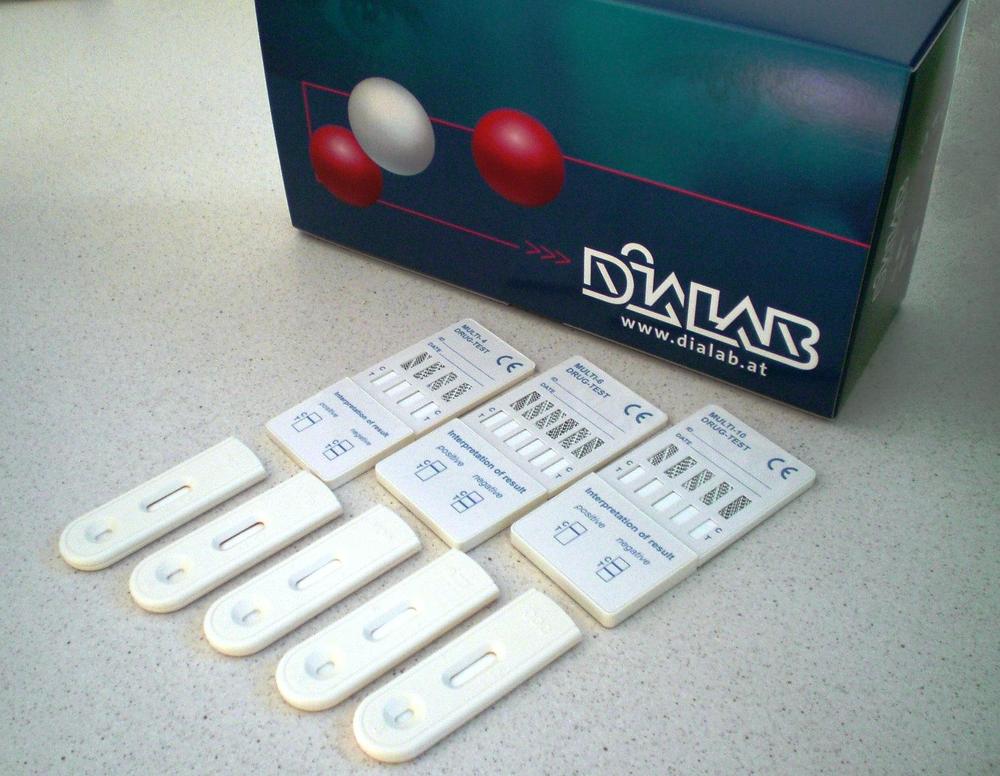 DiALAB
www.dialab.at
MULTI-4
DRUG-TEST
ID.
DATE
CE
C
T
C
T
Interpretation of result
positive
negative
C
T
C
T
MULTI-6
DRUG-TEST
ID.
DATE
CE
C
T
C
T
Interpretation of result
positive
negative
C
T
C
T
MULTI-10
DRUG-TEST
ID.
DATE
CE
C
T
C
T
Interpretation of result
positive
negative
C
T
C
T